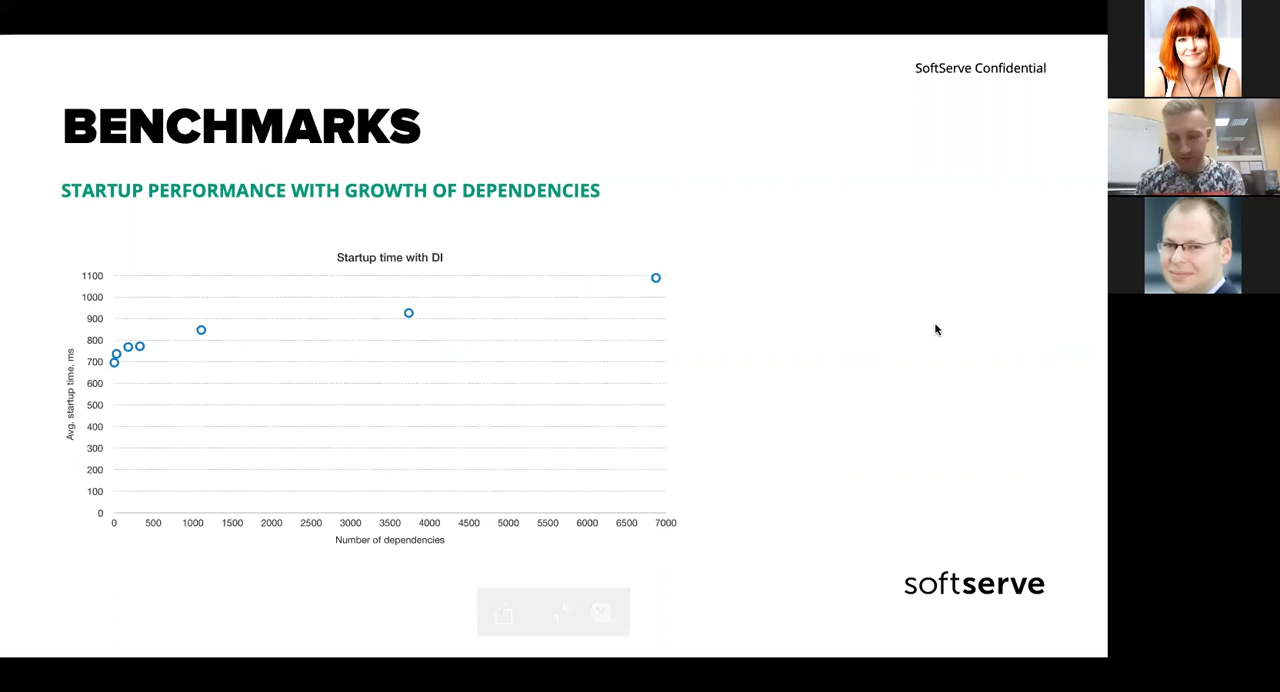 SoftServe Confidential
BENCHMARKS
STARTUP PERFORMANCE WITH GROWTH OF DEPENDENCIES
Startup time with DI
1100
1000
900
800
700
600
500
400
300
200
100
0
Avg. startup time, ms
0 500 1000 1500 2000 2500 3000 3500 4000 4500 5000 5500 6000 6500 7000
Number of dependencies
softserve